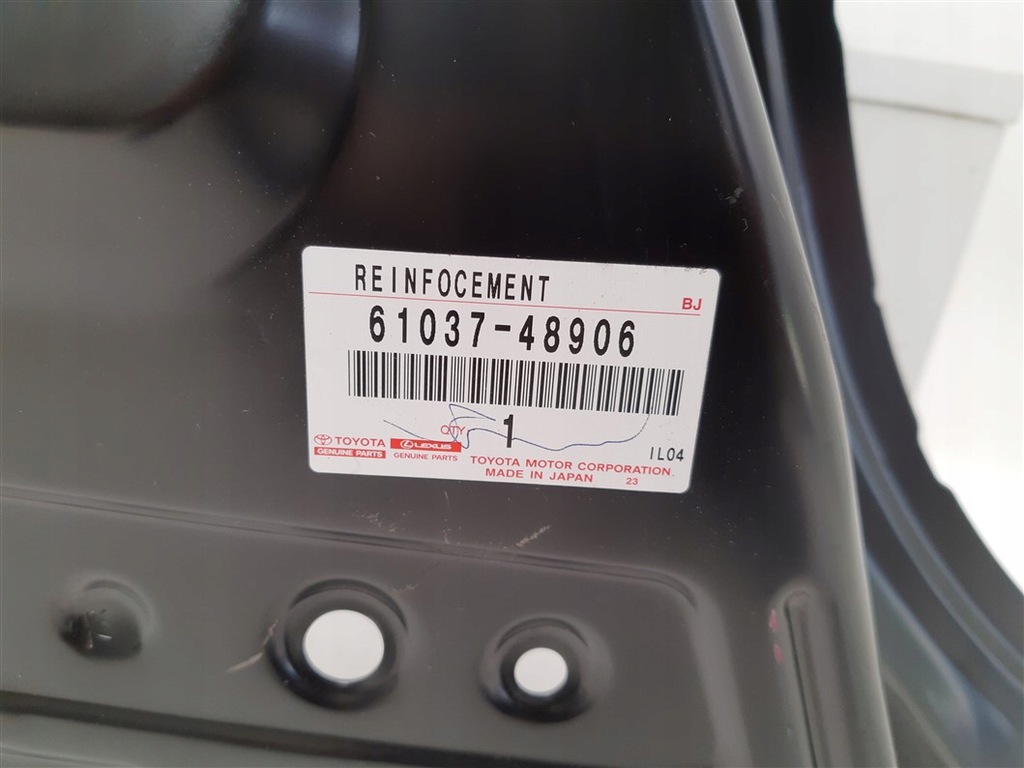 REINFOCEMENT
BJ
61037-48906
QTY 1
1L04
TOYOTA
GENUINE PARTS
LEXUS
GENUINE PARTS
TOYOTA MOTOR CORPORATION.
MADE IN JAPAN 23